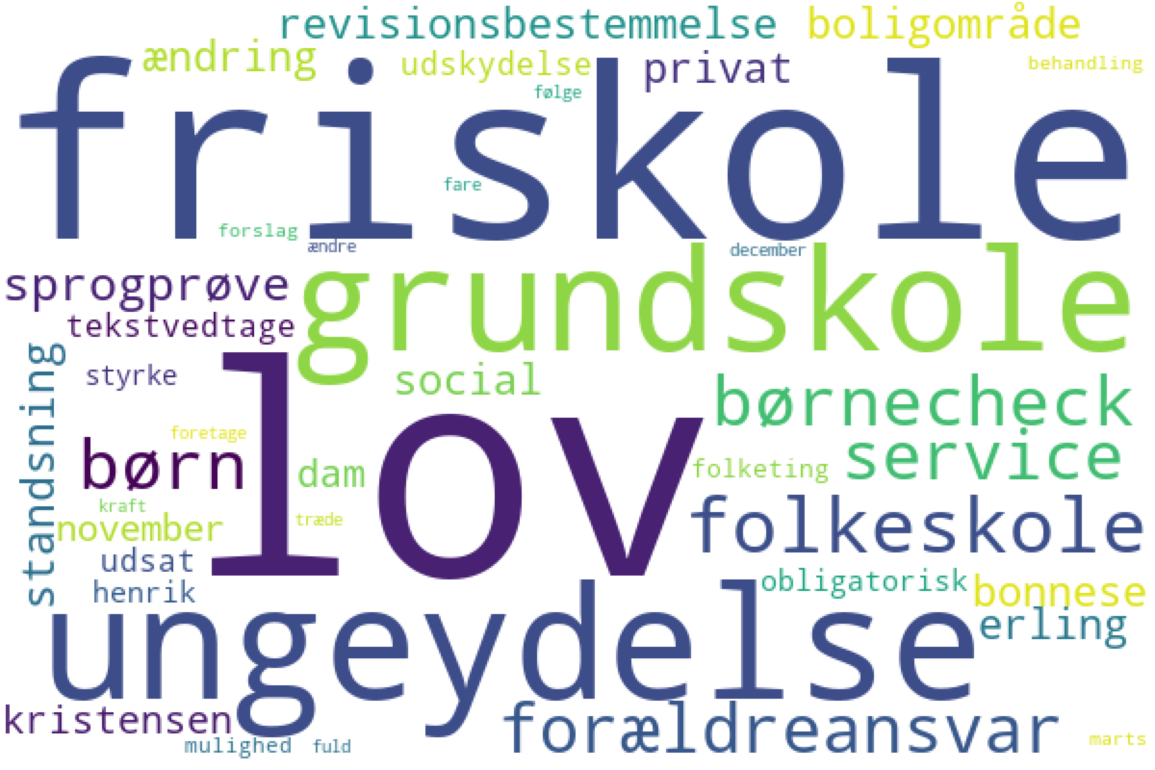 revisionsbestemmelse boligområde
ændring udskydelse privat behandling
følge
friskole
fare
forslag
ændre december
sprogprøve grundskole
tekstvedtage
standsning
styrke social børnecheck
lov
foretage
børn dam folketing service
kraft
november træde folkeskole
udsat obligatorisk
henrik bonnese
ungeydelse erling
kristensen forældreansvar
mulighed fuld marts